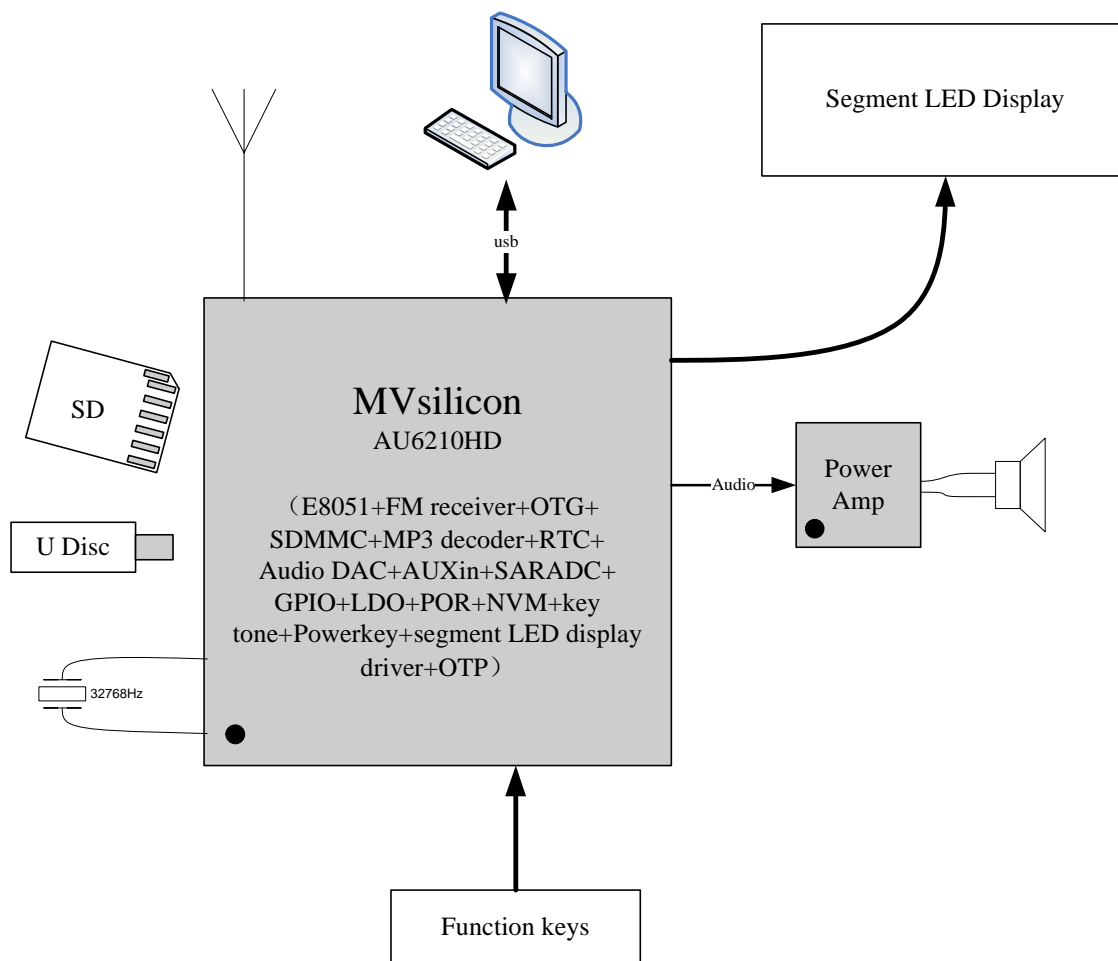 Segment LED Display
usb
MVsilicon
AU6210HD
（E8051+FM receiver+OTG+
SDMMC+MP3 decoder+RTC+
Audio DAC+AUXin+SARADC+
GPIO+LDO+POR+NVM+key
tone+Powerkey+segment LED display
driver+OTP）
SD
U Disc
32768Hz
Audio
Power
Amp
Function keys